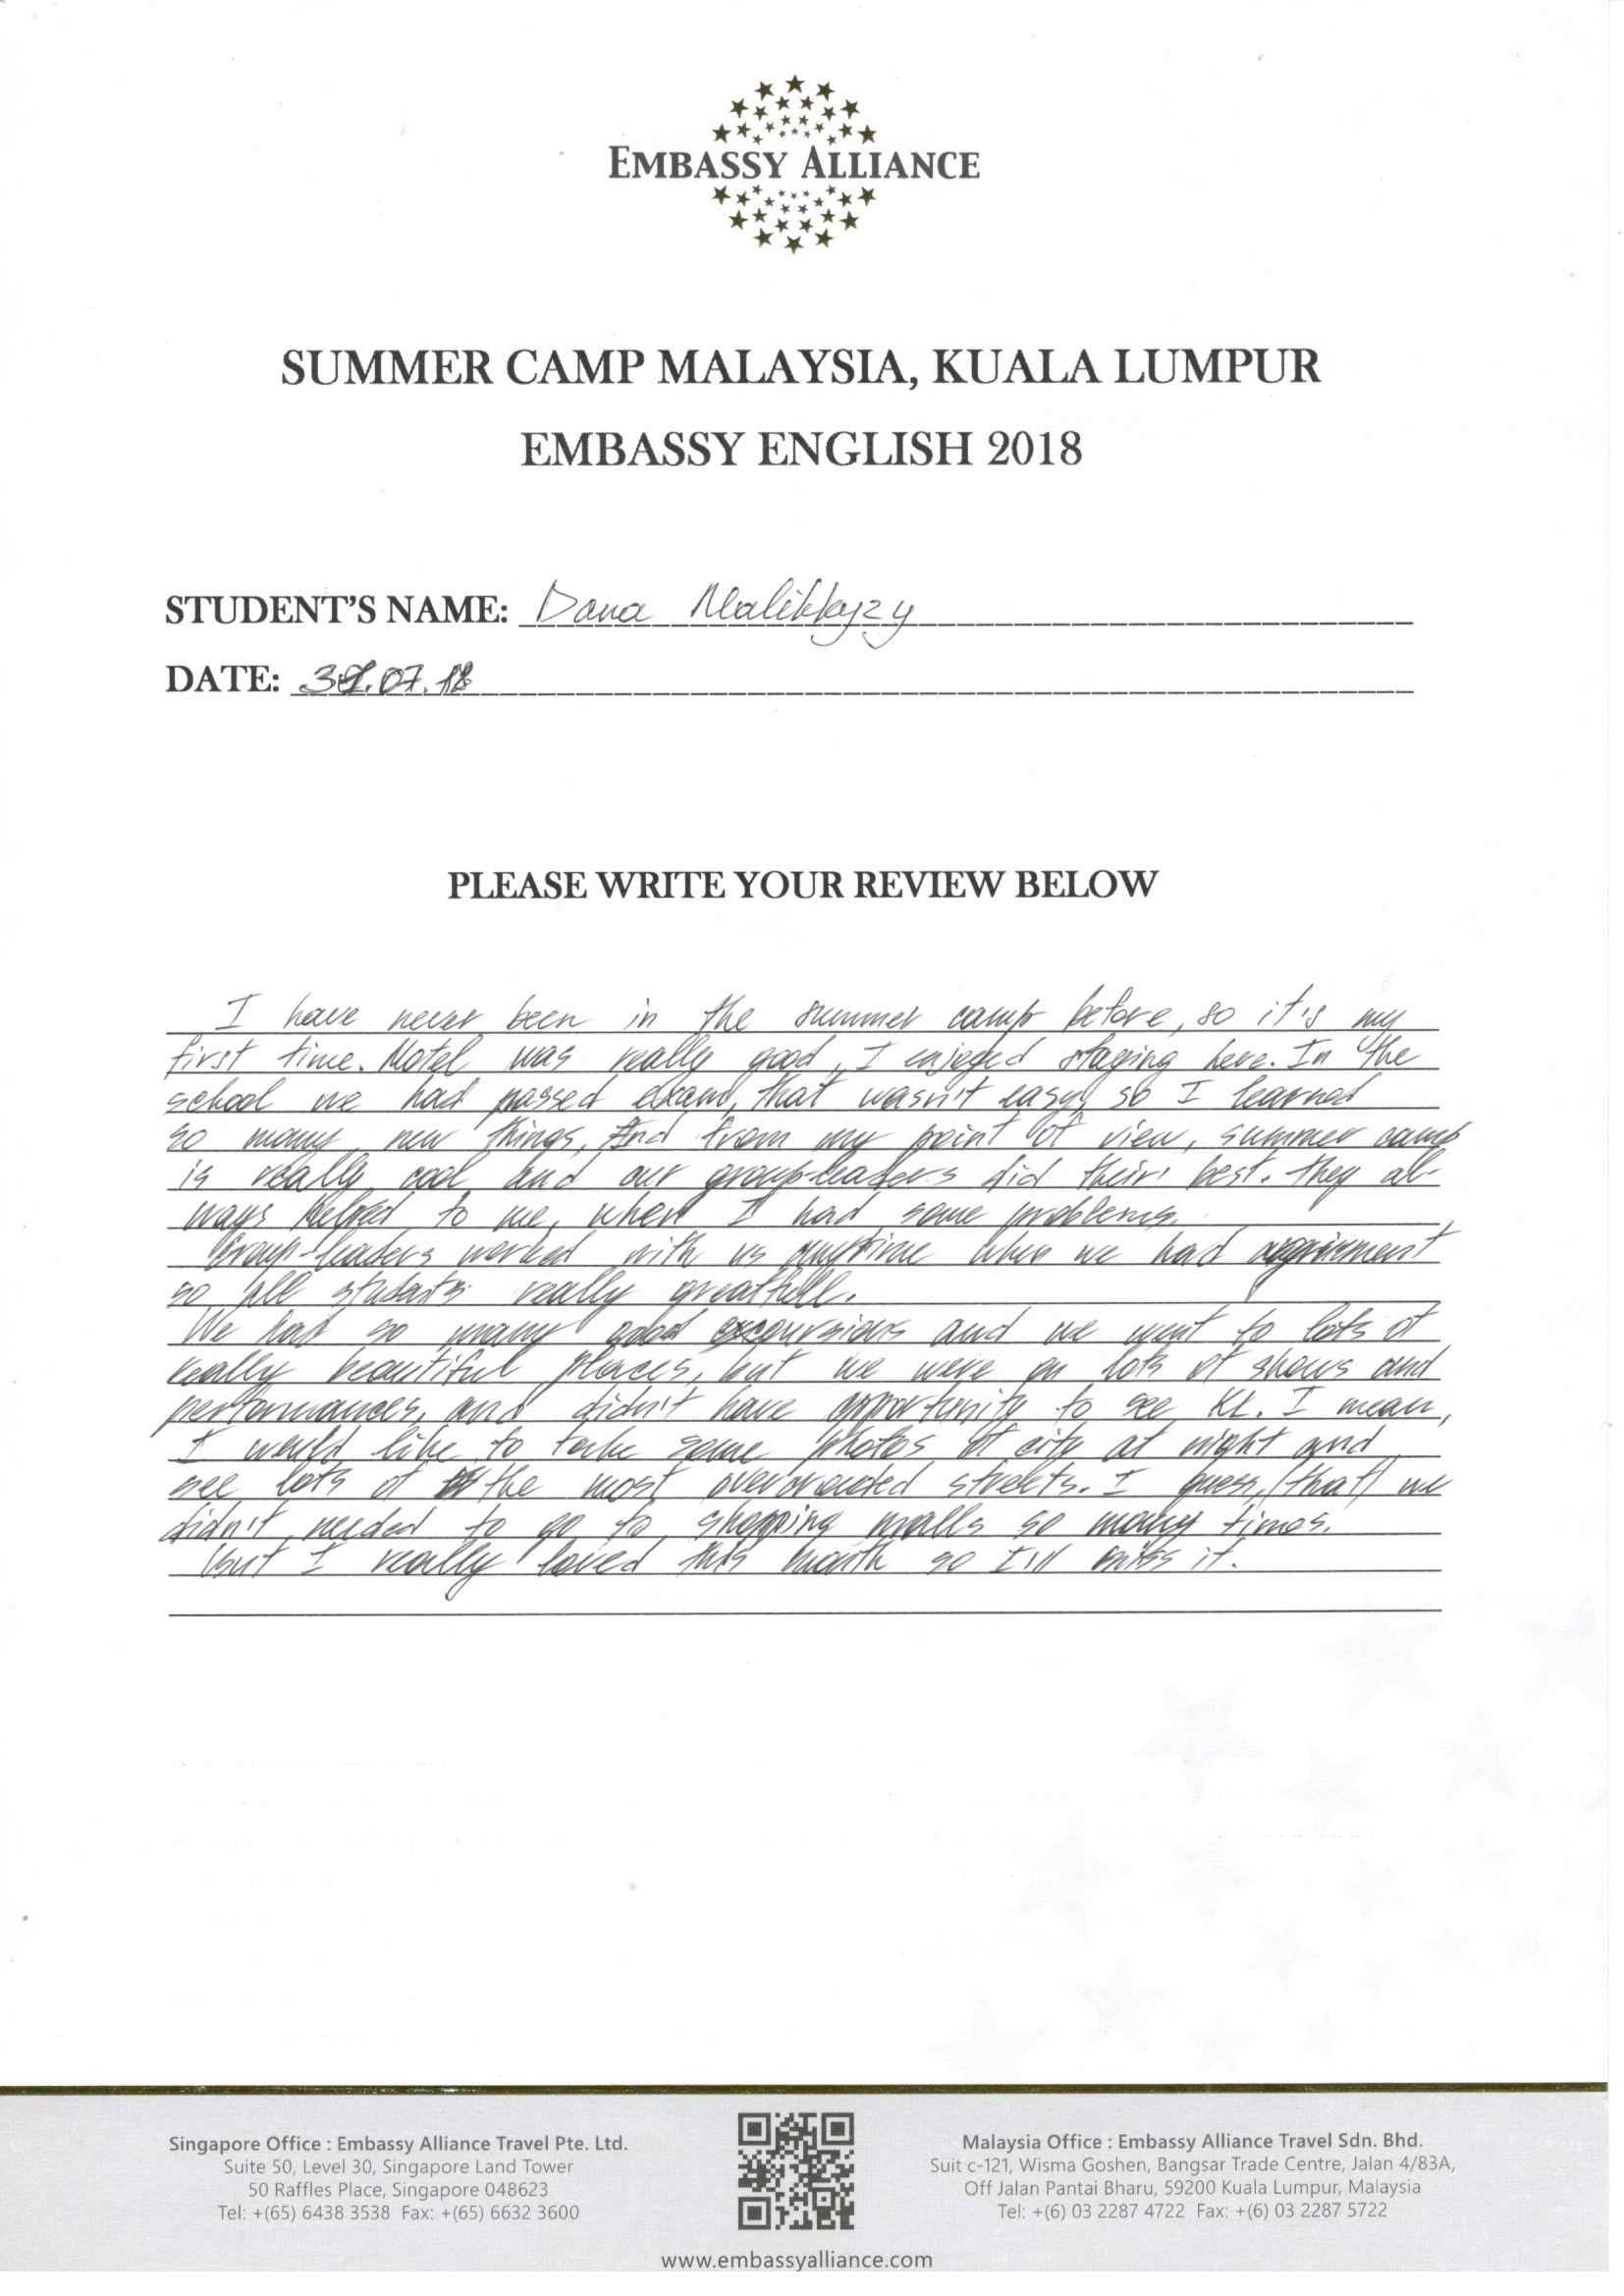 EMBASSY ALLIANCE
SUMMER CAMP MALAYSIA, KUALA LUMPUR
EMBASSY ENGLISH 2018
STUDENT'S NAME: Dana Malikkyzy
DATE: 31.07.18
PLEASE WRITE YOUR REVIEW BELOW
I have never been in the summer camp before, so it's my
first time. Hotel was really good, I enjoyed staying here. In the
school we had passed exam, that wasn't easy, so I learned
so many new things, And from my point of view, summer camp
is really cool and our group-leaders did their best. They al-
ways helped to me, when I had some problems.
Group-leaders worked with us anytime when we had
so all students really greatfull.
We had so many good excoursions and we went to lots of
really beautiful places, but we were on lots of shows and
performances, and didn't have opportunity to see KL. I mean,
I would like to take some photos of city at night and
see lots of the most overcrowded streets. I guess, (that) we
didn't needed to go to shopping malls so many times.
But I really loved this month so I'll miss it.
Singapore Office : Embassy Alliance Travel Pte. Ltd.
Suite 50, Level 30, Singapore Land Tower
50 Raffles Place, Singapore 048623
Tel: +(65) 6438 3538 Fax: +(65) 6632 3600
Malaysia Office : Embassy Alliance Travel Sdn. Bhd.
Suit c-121, Wisma Goshen, Bangsar Trade Centre, Jalan 4/83A,
Off Jalan Pantai Bharu, 59200 Kuala Lumpur, Malaysia
Tel: +(6) 03 2287 4722 Fax: +(6) 03 2287 5722
www.embassyalliance.com